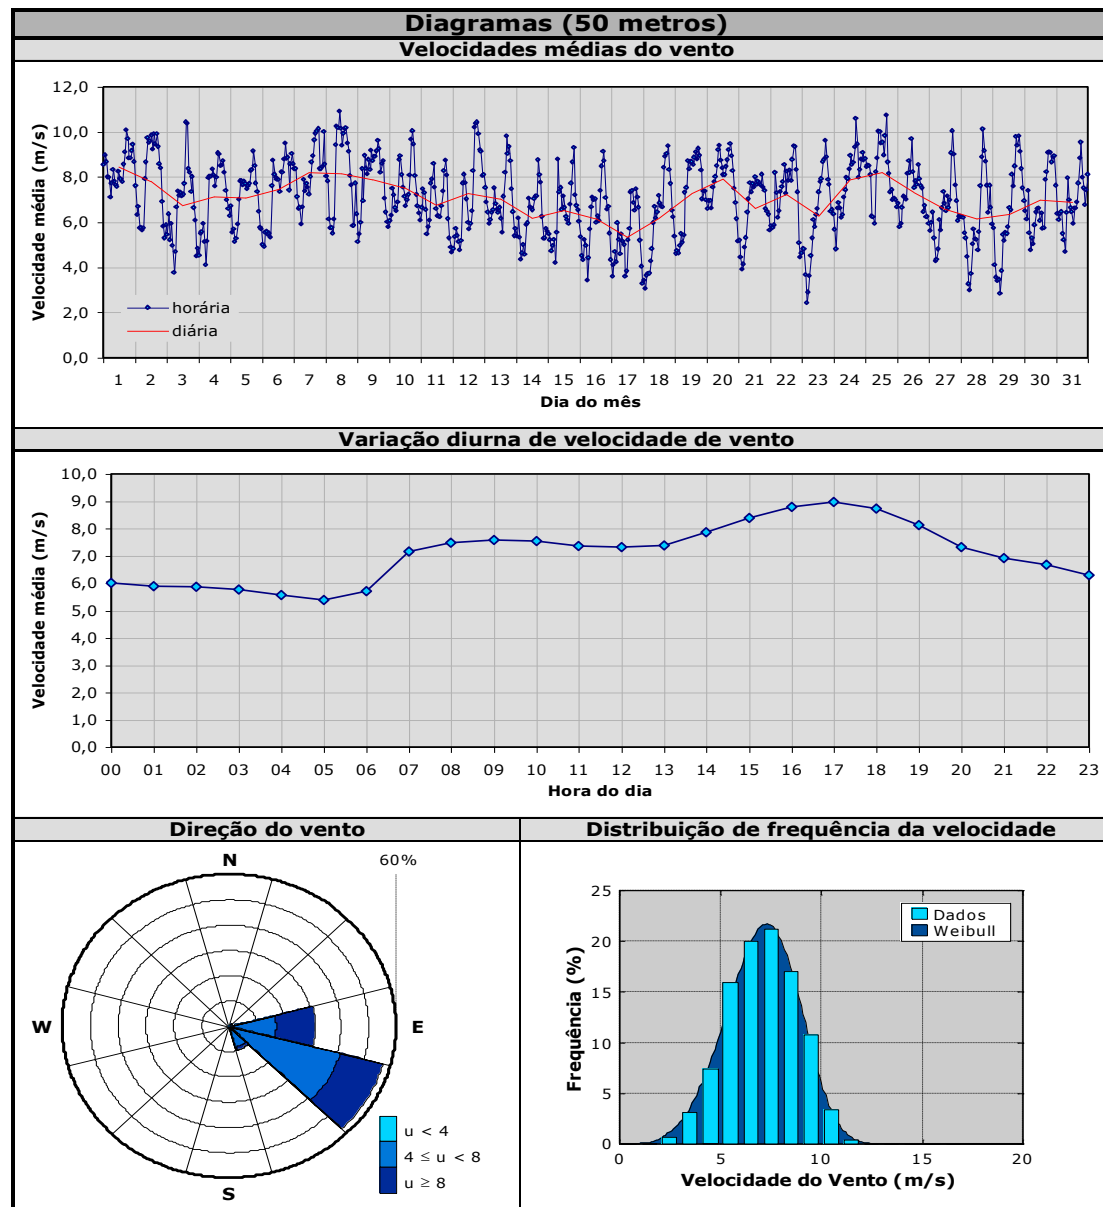 Diagramas (50 metros)
Velocidades médias do vento
12,0
10,0
8,0
6,0
4,0
2,0
0,0
Velocidade média (m/s)
horária
diária
1 2 3 4 5 6 7 8 9 10 11 12 13 14 15 16 17 18 19 20 21 22 23 24 25 26 27 28 29 30 31
Dia do mês
Variação diurna de velocidade de vento
10,0
9,0
8,0
7,0
6,0
5,0
4,0
3,0
2,0
1,0
0,0
Velocidade média (m/s)
00 01 02 03 04 05 06 07 08 09 10 11 12 13 14 15 16 17 18 19 20 21 22 23
Hora do dia
Direção do vento
N
60%
W
E
S
u < 4
4 ≤ u < 8
u ≥ 8
Distribuição de frequência da velocidade
25
20
15
10
5
0
Frequência (%)
Dados
Weibull
0 5 10 15 20
Velocidade do Vento (m/s)